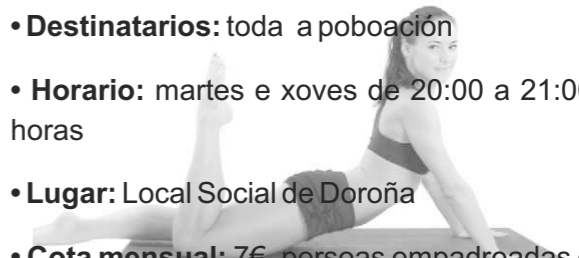 • Destinatarios: toda a poboación
• Horario: martes e xoves de 20:00 a 21:00
horas
• Lugar: Local Social de Doroña
• Cota mensual: 7€ persoas empadroadas